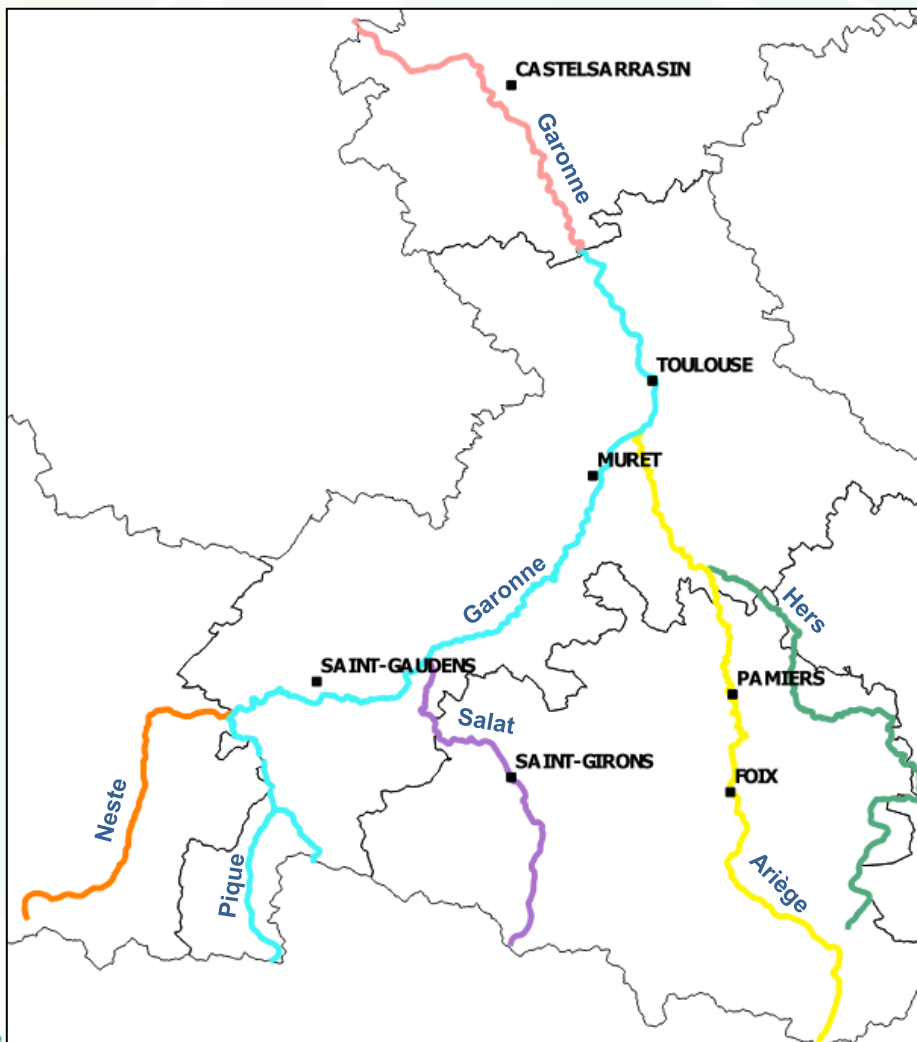 CASTELSARRASIN
Garonne
TOULOUSE
MURET
Garonne
Hers
SAINT-GAUDENS
PAMIERS
Salat
SAINT-GIRONS
FOIX
Neste
Pique
Ariège